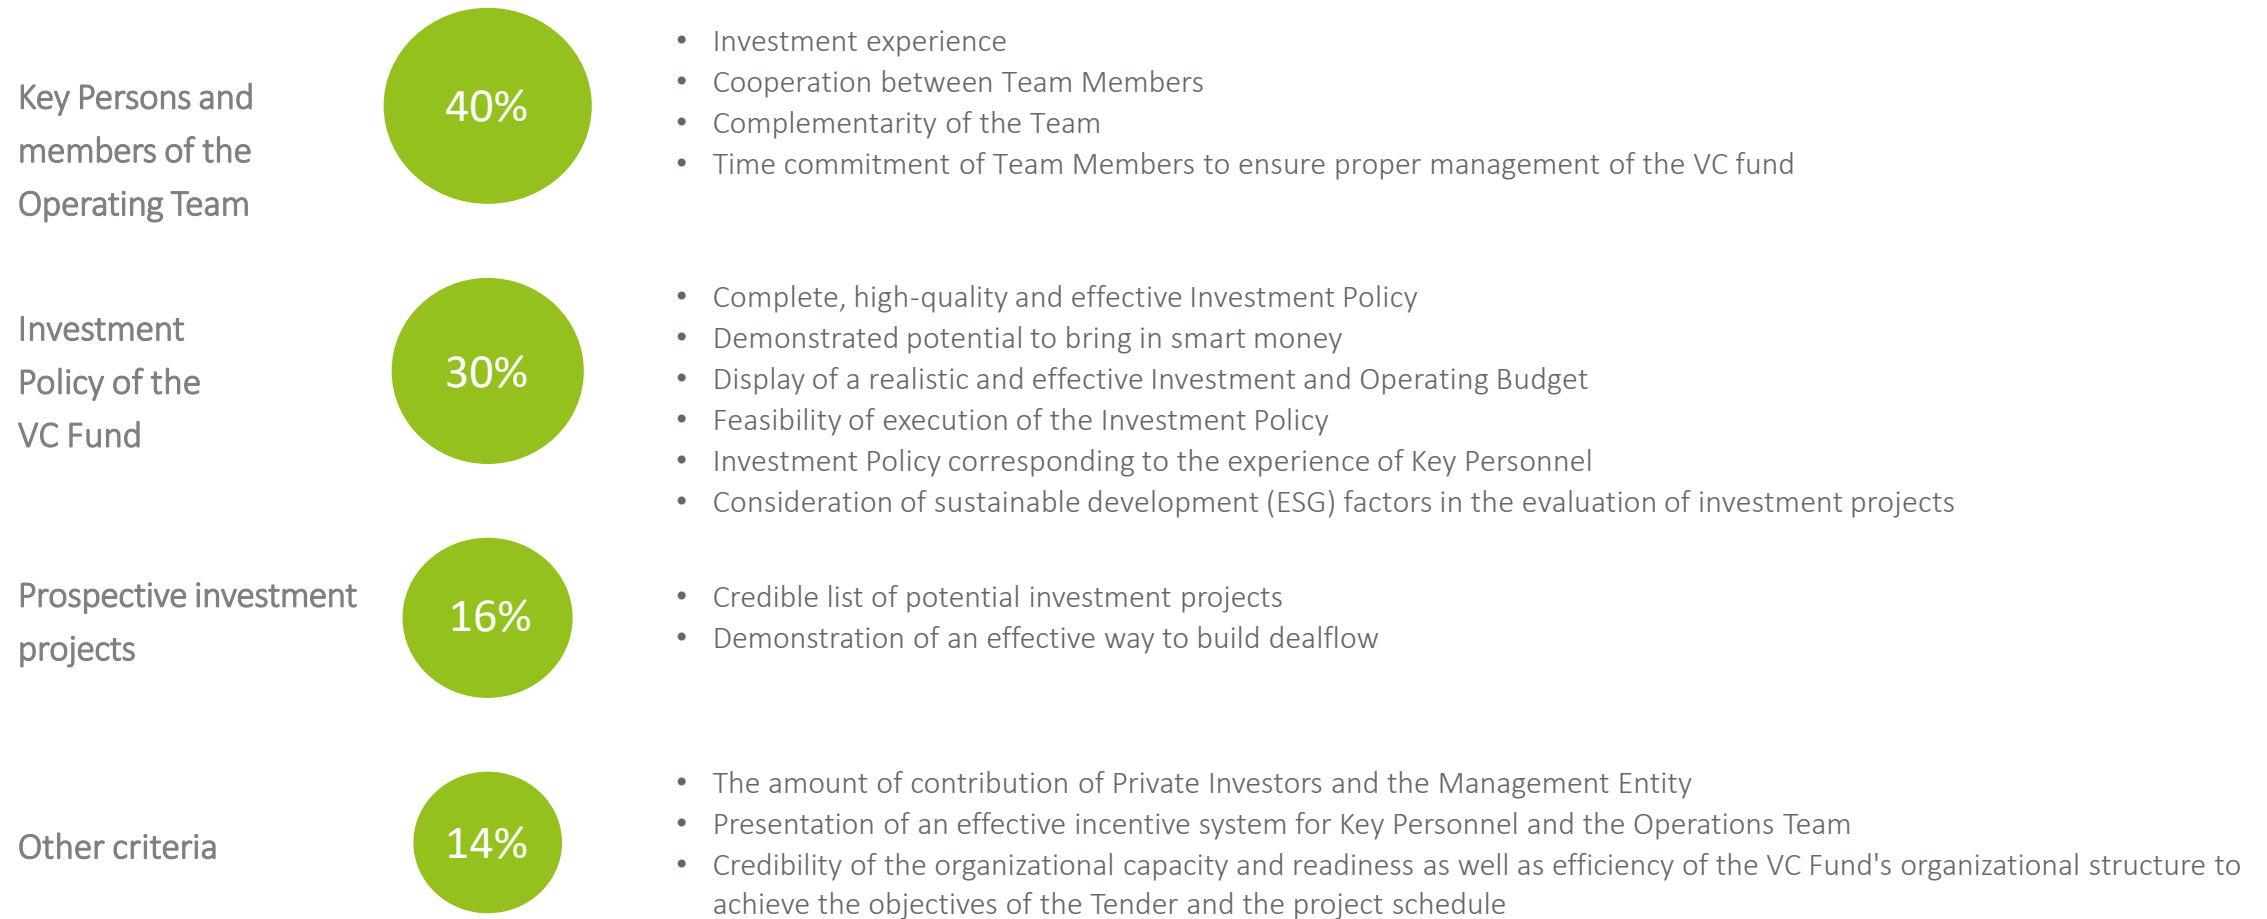 Key Persons and
members of the
Operating Team
40%
• Investment experience
• Cooperation between Team Members
• Complementarity of the Team
• Time commitment of Team Members to ensure proper management of the VC fund
Investment
Policy of the
VC Fund
30%
• Complete, high-quality and effective Investment Policy
• Demonstrated potential to bring in smart money
• Display of a realistic and effective Investment and Operating Budget
• Feasibility of execution of the Investment Policy
• Investment Policy corresponding to the experience of Key Personnel
• Consideration of sustainable development (ESG) factors in the evaluation of investment projects
Prospective investment
projects
16%
• Credible list of potential investment projects
• Demonstration of an effective way to build dealflow
Other criteria
14%
• The amount of contribution of Private Investors and the Management Entity
• Presentation of an effective incentive system for Key Personnel and the Operations Team
• Credibility of the organizational capacity and readiness as well as efficiency of the VC Fund's organizational structure to
achieve the objectives of the Tender and the project schedule